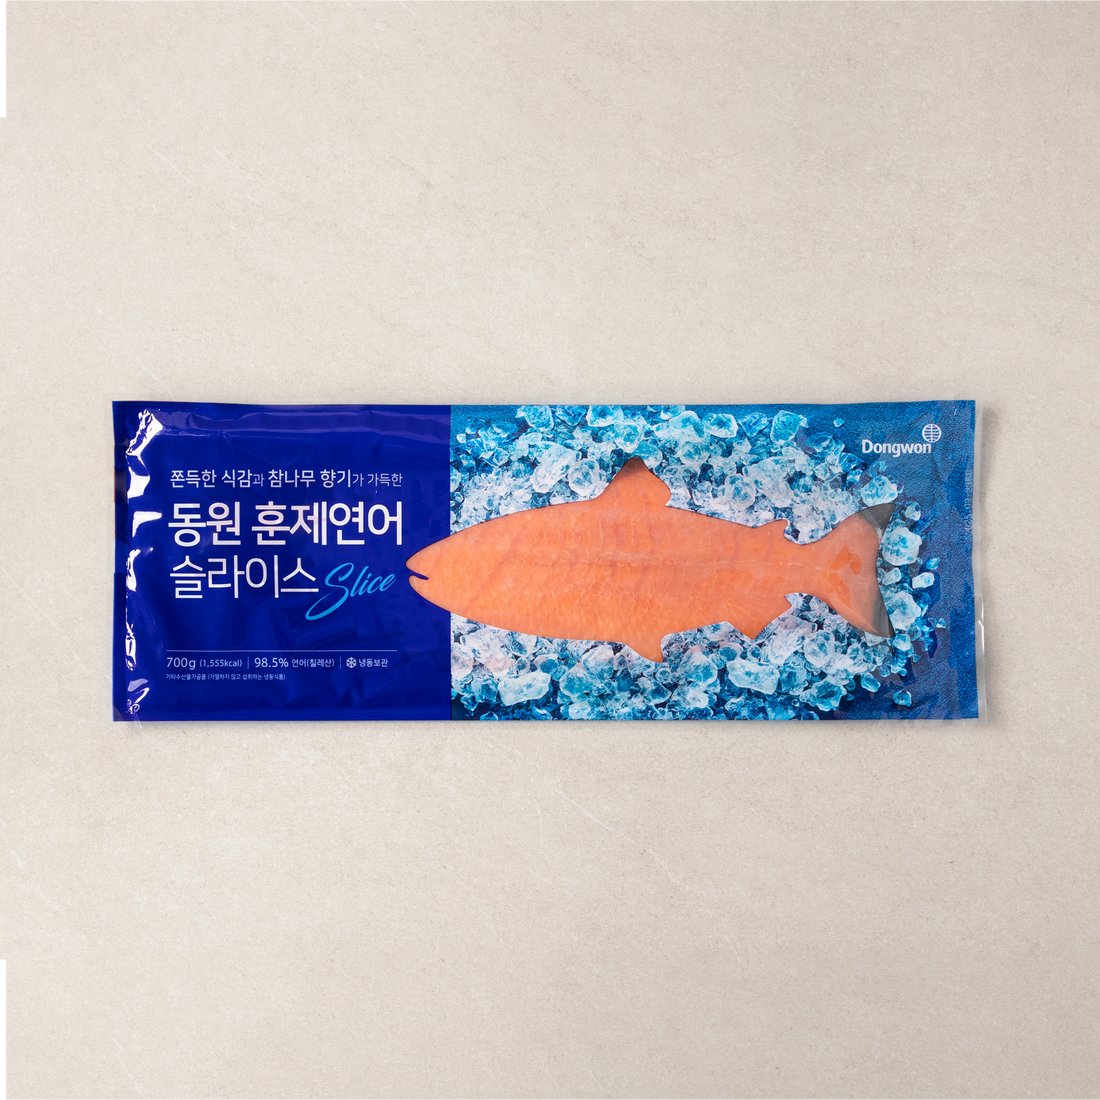 쫀득한 식감과 참나무 향기가 가득한
동원 훈제연어
슬라이스 Slice
700g (1,555kcal) | 98.5% 연어(칠레산) | 냉동보관
기타수산물가공품 (가열하지 않고 섭취하는 냉동식품)
Dongwon